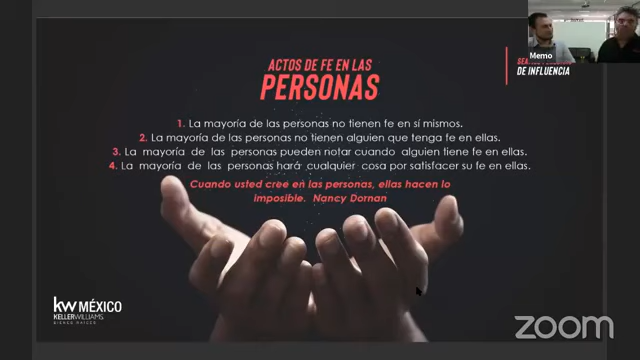 ACTOS DE FE EN LAS
PERSONAS
DE INFLUENCIA
Memo
1. La mayoría de las personas no tienen fe en sí mismos.
2. La mayoría de las personas no tienen alguien que tenga fe en ellas.
3. La mayoría de las personas pueden notar cuando alguien tiene fe en ellas.
4. La mayoría de las personas hará cualquier cosa por satisfacer su fe en ellas.
Cuando usted cree en las personas, ellas hacen lo
imposible. Nancy Dornan
kw MÉXICO
KELLERWILLIAMS.
BIENES RAÍCES
zoom